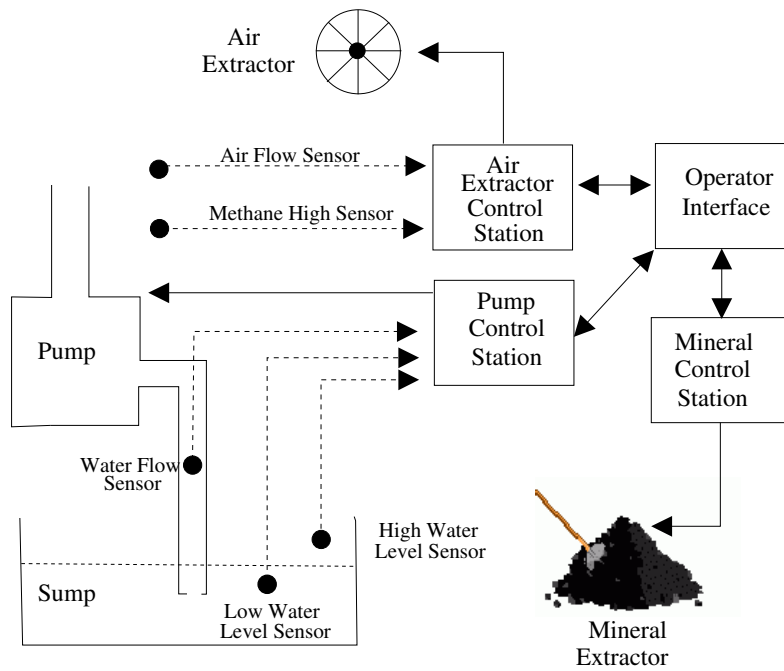 Air
Extractor
Air Flow Sensor
Methane High Sensor
Air
Extractor
Control
Station
Operator
Interface
Pump
Pump
Control
Station
Mineral
Control
Station
Water Flow
Sensor
High Water
Level Sensor
Sump
Low Water
Level Sensor
Mineral
Extractor